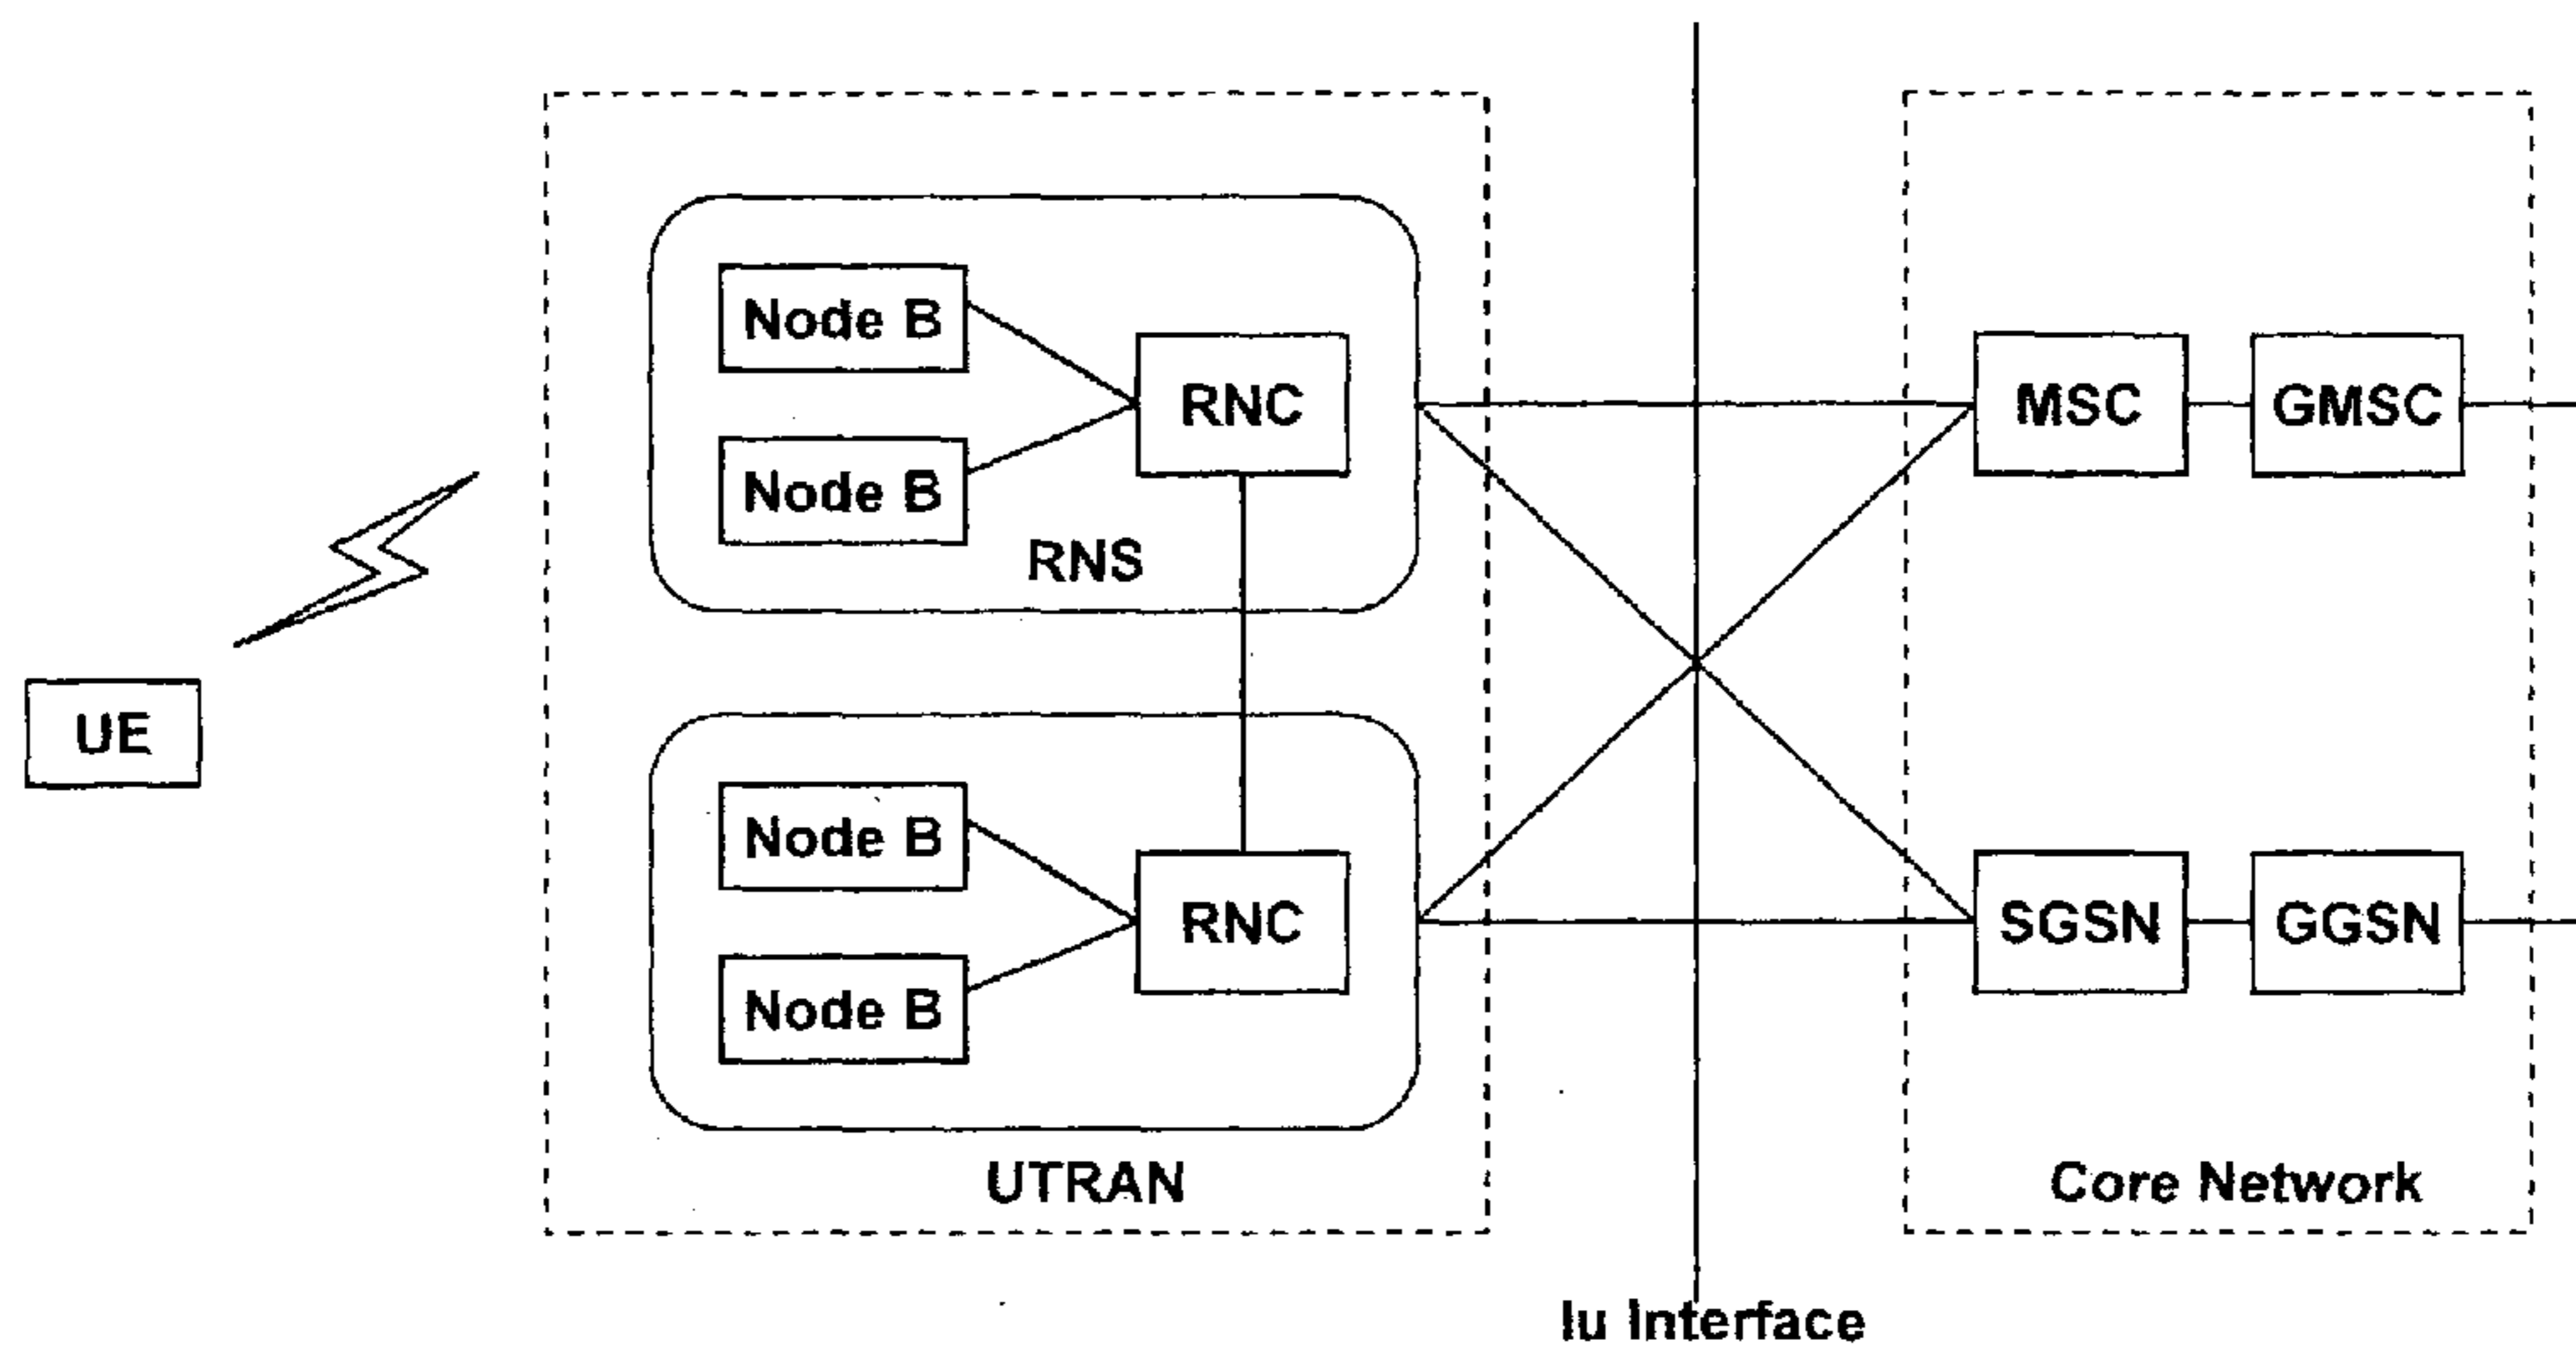 Node B
RNC
MSC
GMSC
Node B
RNS
UE
Node B
RNC
SGSN
GGSN
Node B
UTRAN
Core Network
Iu Interface